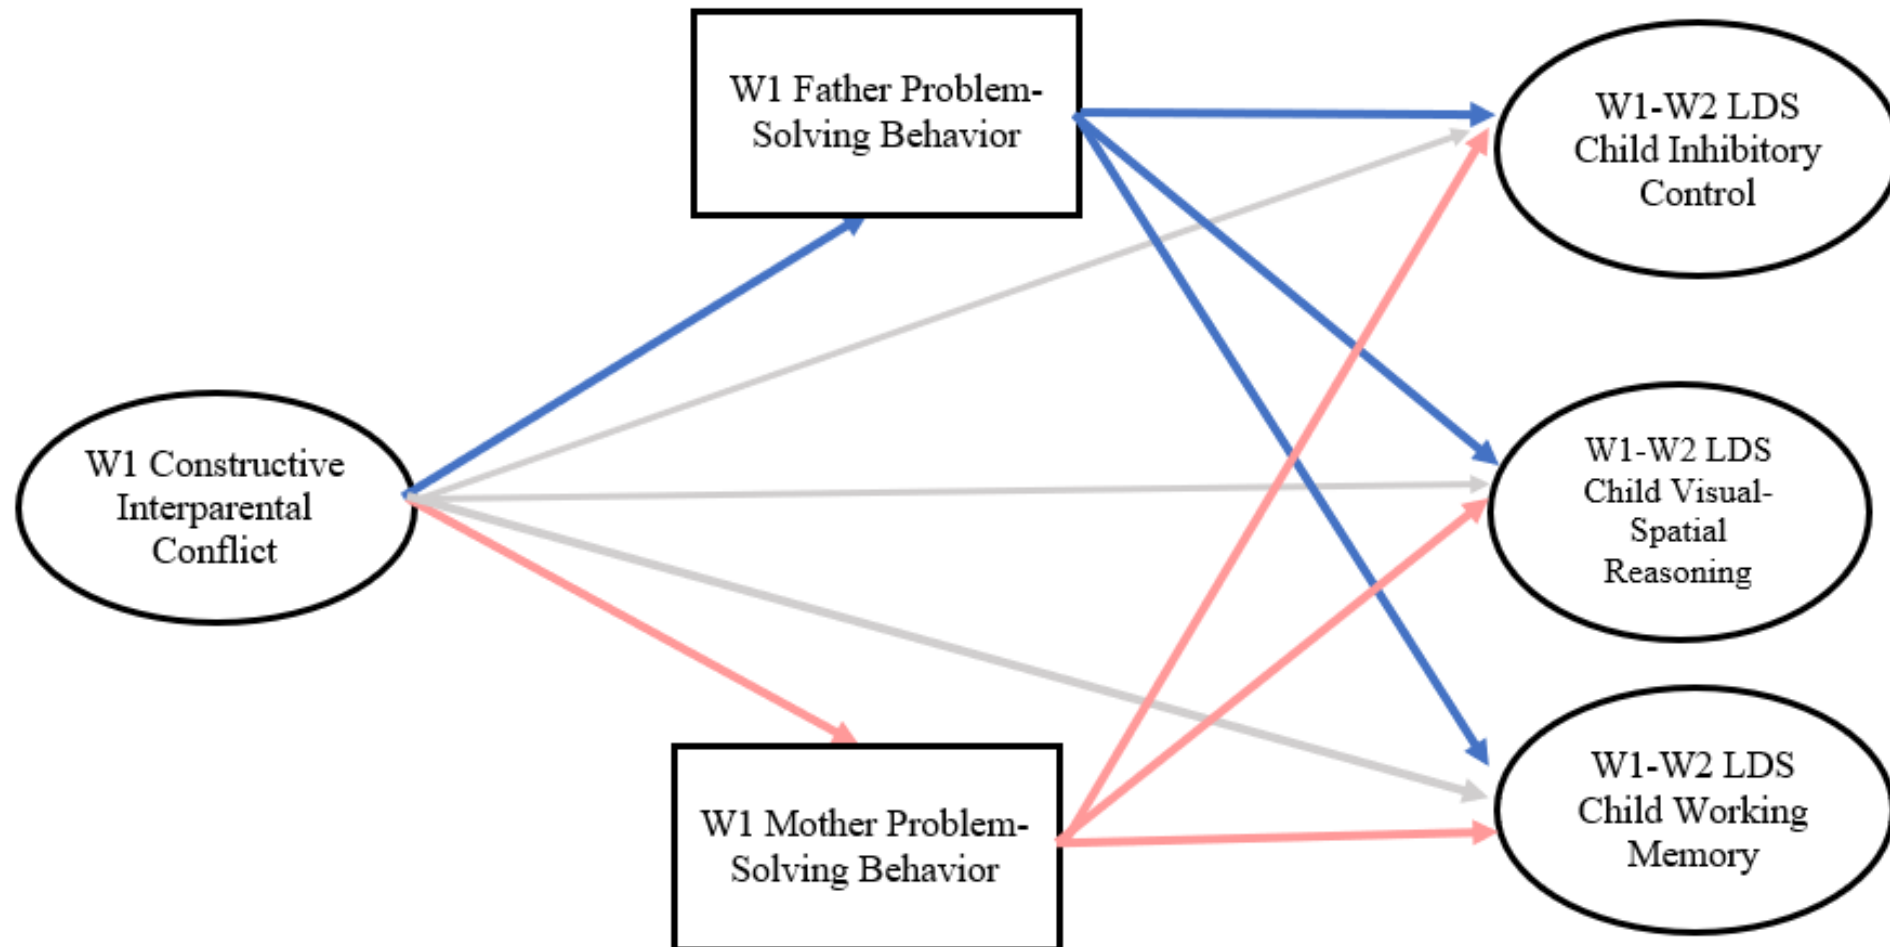 W1 Father Problem-
Solving Behavior
W1-W2 LDS
Child Inhibitory
Control
W1 Constructive
Interparental
Conflict
W1-W2 LDS
Child Visual-
Spatial
Reasoning
W1 Mother Problem-
Solving Behavior
W1-W2 LDS
Child Working
Memory